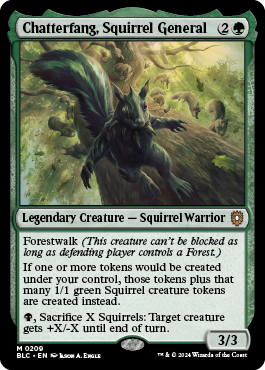 Chatterfang, Squirrel General 2
Legendary Creature — Squirrel Warrior
Forestwalk (This creature can't be blocked as
long as defending player controls a Forest.)
If one or more tokens would be created
under your control, those tokens plus that
many 1/1 green Squirrel creature tokens
are created instead.
, Sacrifice X Squirrels: Target creature
gets +X/-X until end of turn.
3/3
M 0209
BLC • EN Jason A. Engle
™ & © 2024 Wizards of the Coast